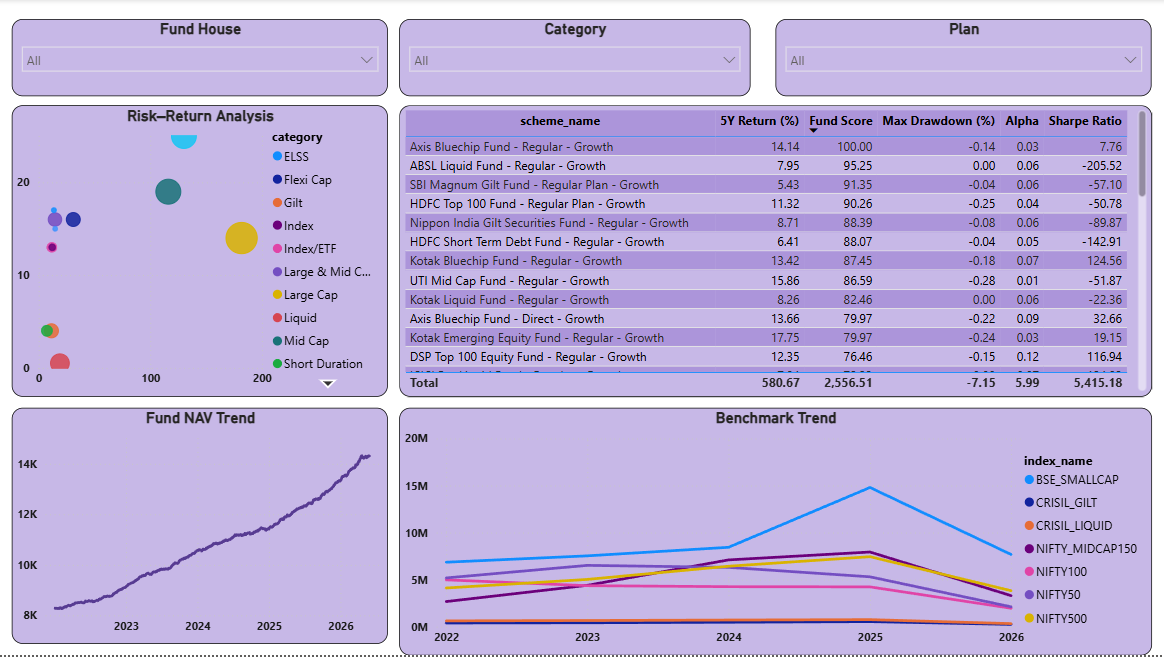 Fund House
All
Category
All
Plan
All
Risk–Return Analysis
category
ELSS
Flexi Cap
Gilt
Index
Index/ETF
Large & Mid C...
Large Cap
Liquid
Mid Cap
Short Duration
20
10
0
0 100 200
scheme_name 5Y Return (%) Fund Score Max Drawdown (%) Alpha Sharpe Ratio
Axis Bluechip Fund - Regular - Growth 14.14 100.00 -0.14 0.03 7.76
ABSL Liquid Fund - Regular - Growth 7.95 95.25 0.00 0.06 -205.52
SBI Magnum Gilt Fund - Regular Plan - Growth 5.43 91.35 -0.04 0.06 -57.10
HDFC Top 100 Fund - Regular Plan - Growth 11.32 90.26 -0.25 0.04 -50.78
Nippon India Gilt Securities Fund - Regular - Growth 8.71 88.39 -0.08 0.06 -89.87
HDFC Short Term Debt Fund - Regular - Growth 6.41 88.07 -0.04 0.05 -142.91
Kotak Bluechip Fund - Regular - Growth 13.42 87.45 -0.18 0.07 124.56
UTI Mid Cap Fund - Regular - Growth 15.86 86.59 -0.28 0.01 -51.87
Kotak Liquid Fund - Regular - Growth 8.26 82.46 0.00 0.06 -22.36
Axis Bluechip Fund - Direct - Growth 13.66 79.97 -0.22 0.09 32.66
Kotak Emerging Equity Fund - Regular - Growth 17.75 79.97 -0.24 0.03 19.15
DSP Top 100 Equity Fund - Regular - Growth 12.35 76.46 -0.15 0.12 116.94
Total 580.67 2,556.51 -7.15 5.99 5,415.18
Fund NAV Trend
14K
12K
10K
8K
2023 2024 2025 2026
Benchmark Trend
20M
15M
10M
5M
0M
2022 2023 2024 2025 2026
index_name
BSE_SMALLCAP
CRISIL_GILT
CRISIL_LIQUID
NIFTY_MIDCAP150
NIFTY100
NIFTY50
NIFTY500